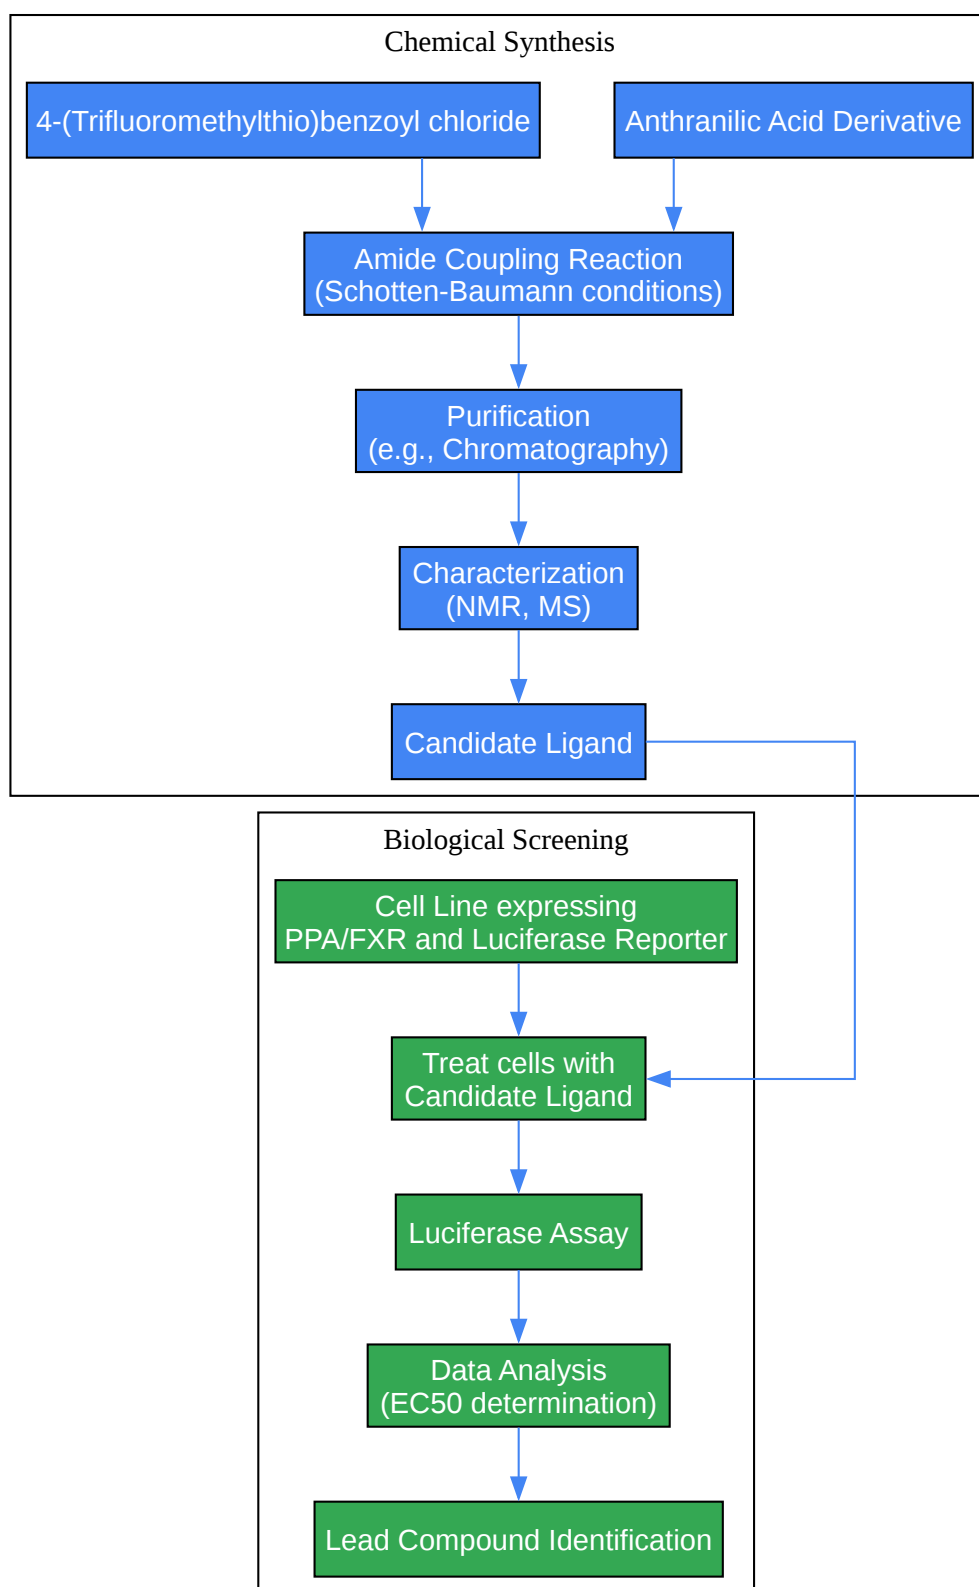 Chemical Synthesis
4-(Trifluoromethylthio)benzoyl chloride
Anthranilic Acid Derivative
Amide Coupling Reaction
(Schotten-Baumann conditions)
Purification
(e.g., Chromatography)
Characterization
(NMR, MS)
Candidate Ligand
Biological Screening
Cell Line expressing
PPA/FXR and Luciferase Reporter
Treat cells with
Candidate Ligand
Luciferase Assay
Data Analysis
(EC50 determination)
Lead Compound Identification